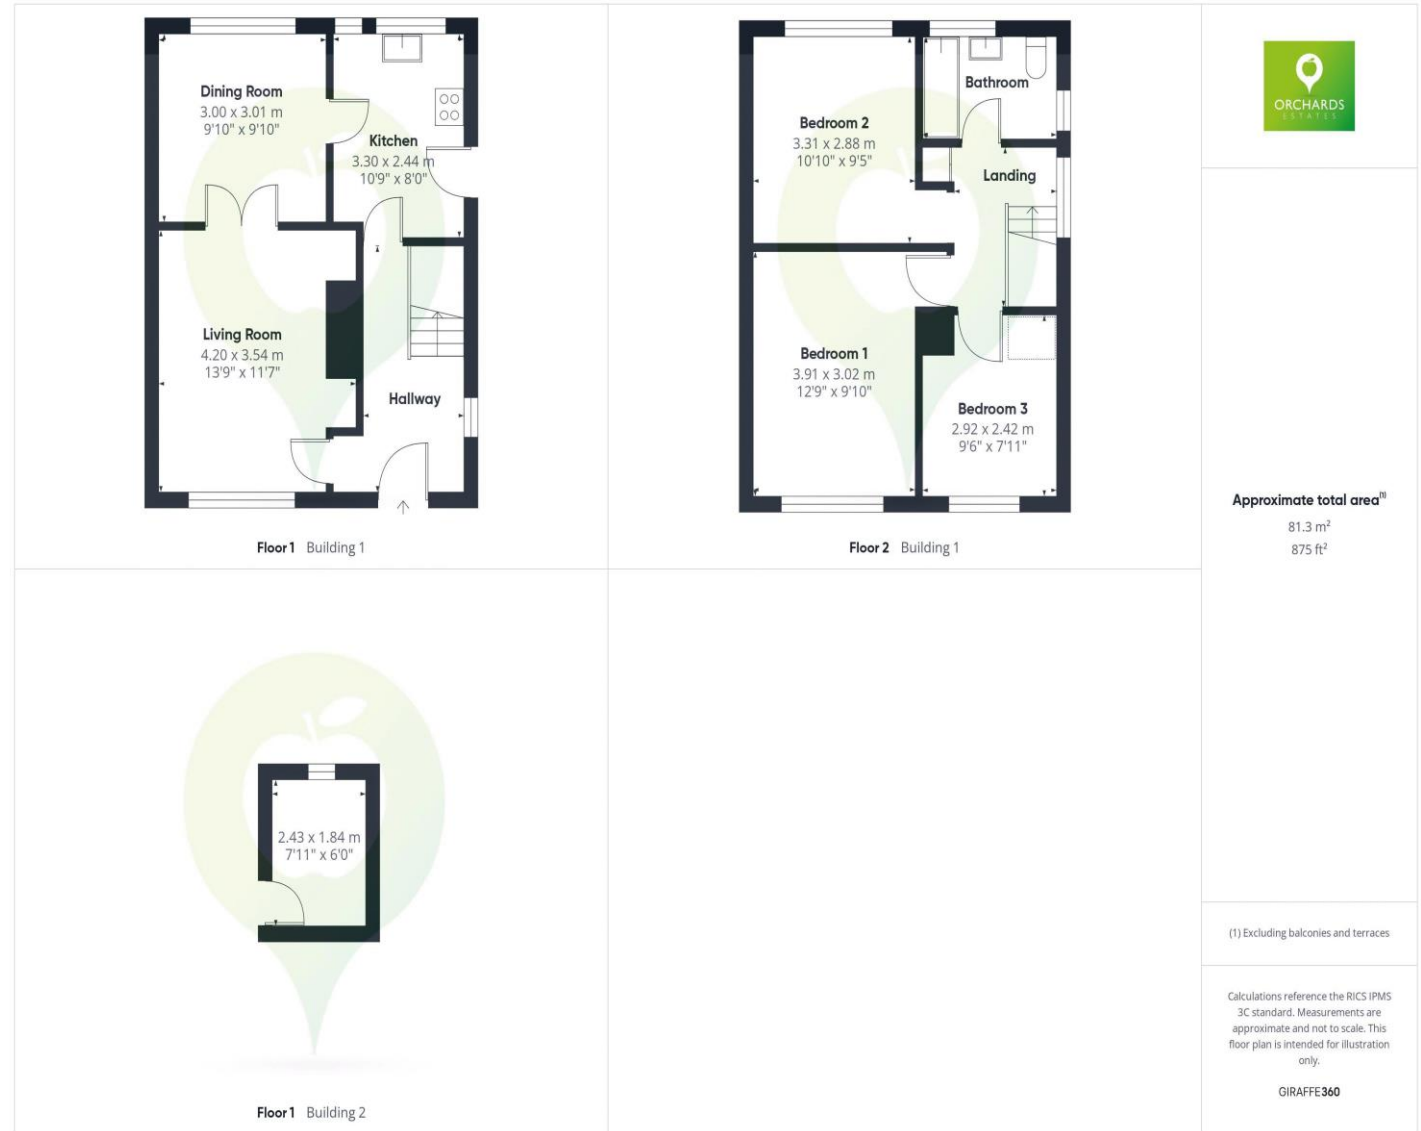 Dining Room
3.00 x 3.01 m
9'10" x 9'10"
Kitchen
3.30 x 2.44 m
10'9" x 8'0"
Living Room
4.20 x 3.54 m
13'9" x 11'7"
Hallway
Floor 1 Building 1
Bedroom 2
3.31 x 2.88 m
10'10" x 9'5"
Bathroom
Landing
Bedroom 1
3.91 x 3.02 m
12'9" x 9'10"
Bedroom 3
2.92 x 2.42 m
9'6" x 7'11"
Floor 2 Building 1
2.43 x 1.84 m
7'11" x 6'0"
Floor 1 Building 2
ORCHARDS
ESTATES
Approximate total area(1)
81.3 m²
875 ft²
(1) Excluding balconies and terraces
Calculations reference the RICS IPMS
3C standard. Measurements are
approximate and not to scale. This
floor plan is intended for illustration
only.
GIRAFFE360